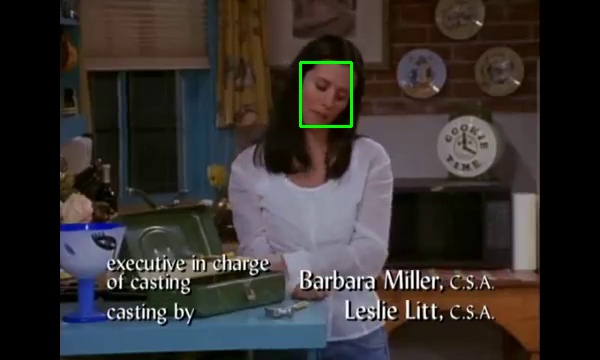 COOKIE
TIME
executive in charge
of casting
Barbara Miller, C.S.A.
casting by
Leslie Litt, C.S.A.